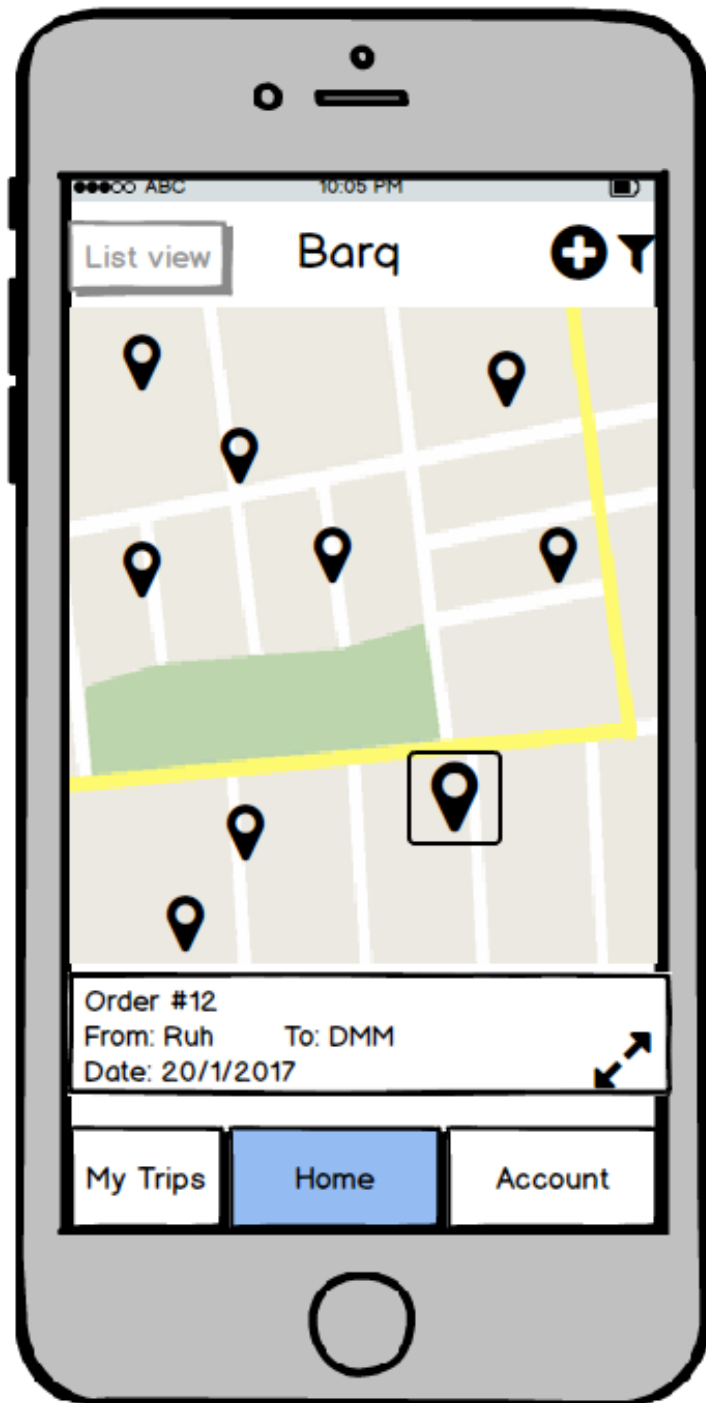 ABC 10:05 PM
List view Barq
Order #12
From: Ruh To: DMM
Date: 20/1/2017
My Trips Home Account